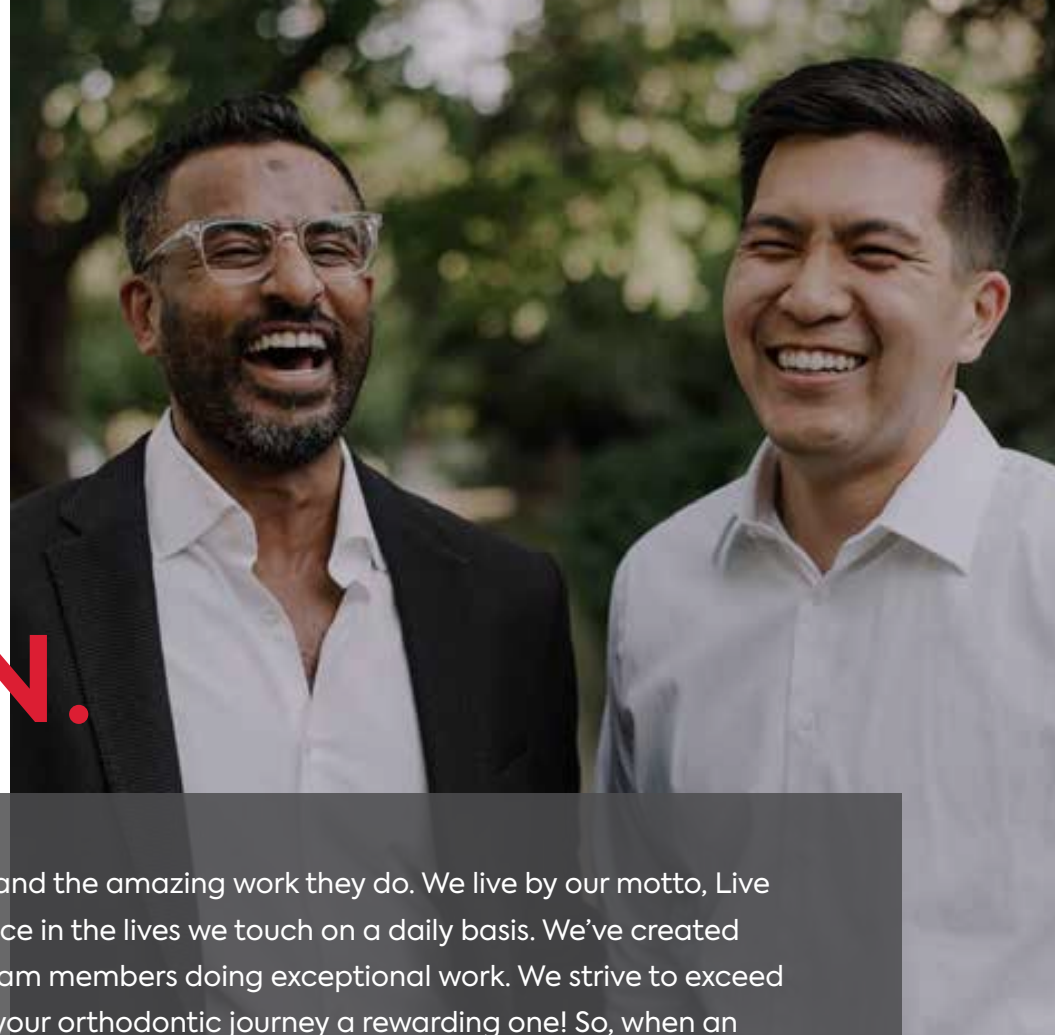 N.
and the amazing work they do. We live by our motto, Live
ce in the lives we touch on a daily basis. We’ve created
am members doing exceptional work. We strive to exceed
your orthodontic journey a rewarding one! So, when an